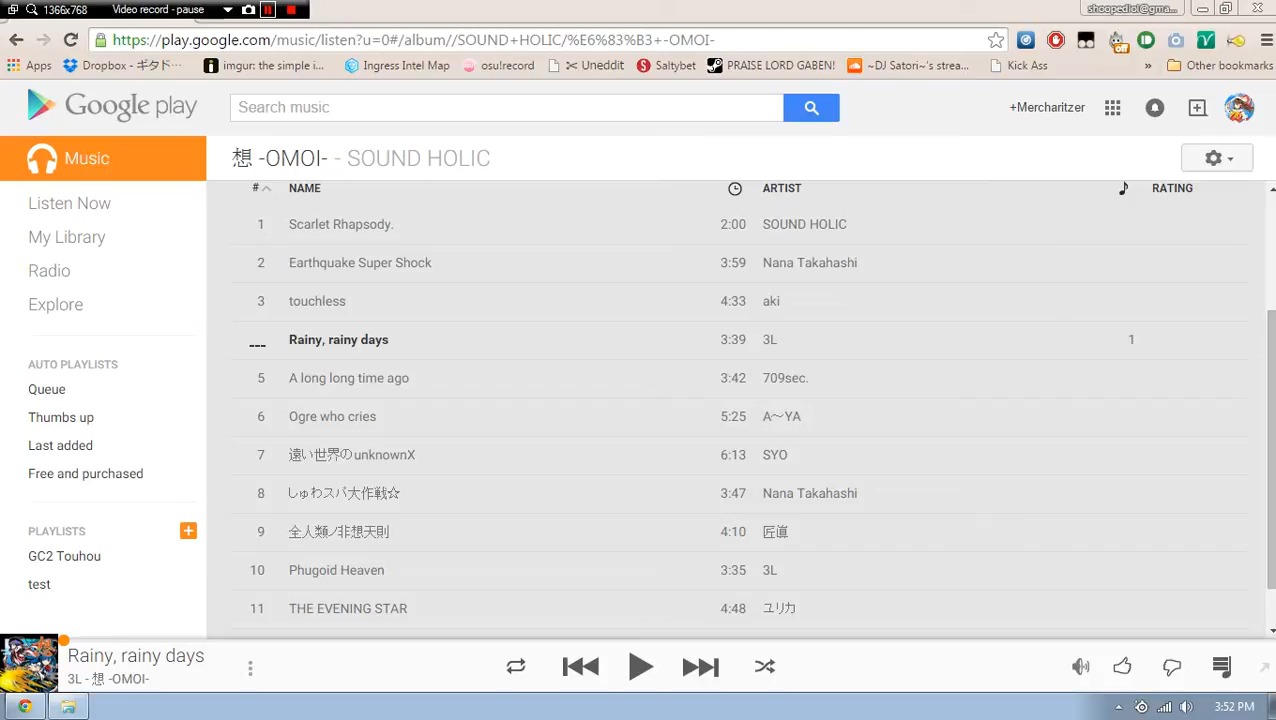 1366x768 Video record - pause
shoopedic@gma...
https://play.google.com/music/listen?u=0#/album//SOUND+HOLIC/%E6%83%B3+-OMOI-
Apps Dropbox - ギタド… imgur: the simple i... Ingress Intel Map osu!record >< Uneddit Saltybet PRAISE LORD GABEN! ~DJ Satori~'s strea... Kick Ass » Other bookmarks
off
Google play Search music +Mercharitzer
Music 想 -OMOI- - SOUND HOLIC
Listen Now
My Library
Radio
Explore
AUTO PLAYLISTS
Queue
Thumbs up
Last added
Free and purchased
PLAYLISTS
GC2 Touhou
test
# NAME ARTIST RATING
1 Scarlet Rhapsody. 2:00 SOUND HOLIC
2 Earthquake Super Shock 3:59 Nana Takahashi
3 touchless 4:33 aki
Rainy, rainy days 3:39 3L 1
5 A long long time ago 3:42 709sec.
6 Ogre who cries 5:25 A～YA
7 遠い世界のunknownX 6:13 SYO
8 しゅわスパ大作戦☆ 3:47 Nana Takahashi
9 全人類ノ非想天則 4:10 匠眞
10 Phugoid Heaven 3:35 3L
11 THE EVENING STAR 4:48 ユリカ
Rainy, rainy days
3L - 想 -OMOI-
3:52 PM